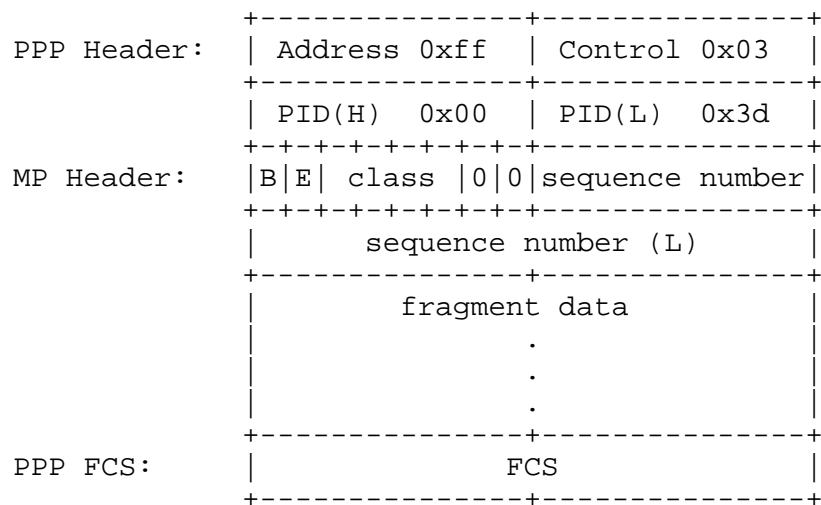 +---------------+---------------+
PPP Header:  | Address 0xff  | Control 0x03  |
             +---------------+---------------+
             | PID(H)  0x00  | PID(L)  0x3d  |
             +-+-+-+-+-+-+-+-+---------------+
MP Header:   |B|E| class |0|0|sequence number|
             +-+-+-+-+-+-+-+-+---------------+
             |      sequence number (L)      |
             +---------------+---------------+
             |        fragment data          |
             |               .               |
             |               .               |
             |               .               |
             +---------------+---------------+
PPP FCS:     |              FCS              |
             +---------------+---------------+